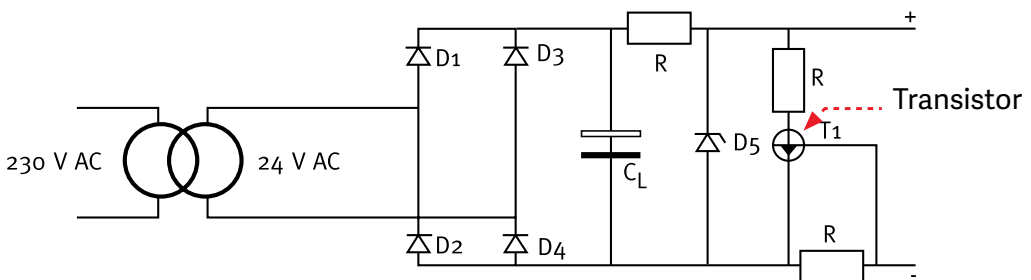 +
D1
D3
R
R
Transistor
T1
230 V AC
24 V AC
D5
CL
D2
D4
R
-